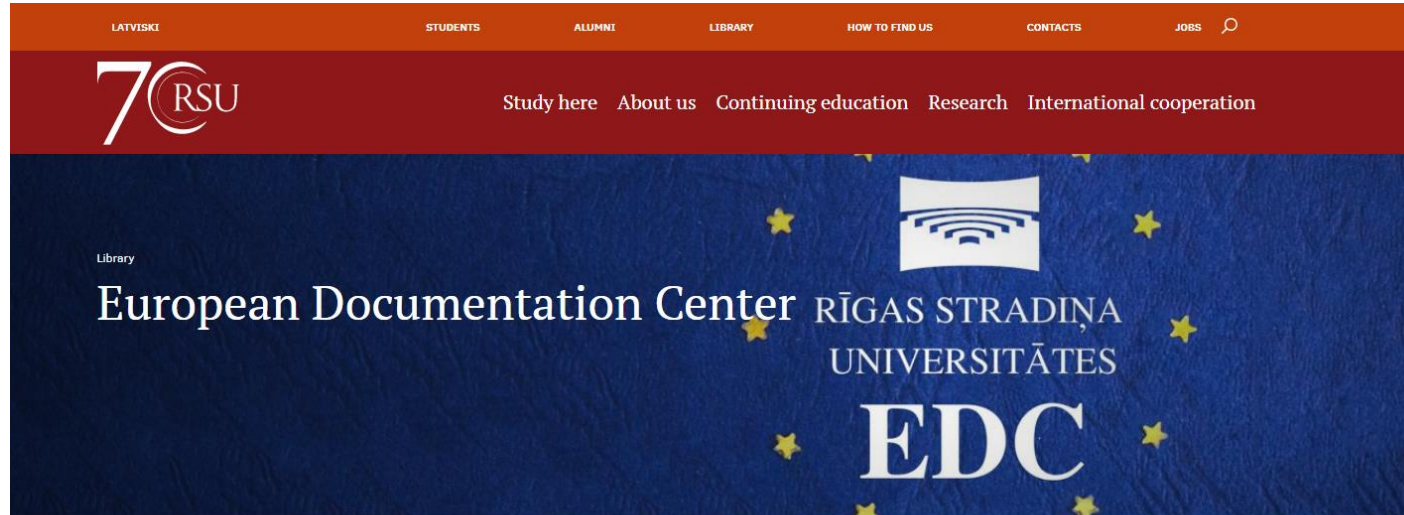 LATVISKI STUDENTS ALUMNI LIBRARY HOW TO FIND US CONTACTS JOBS
7 RSU
Study here About us Continuing education Research International cooperation
Library
European Documentation Center
RĪGAS STRADIŅA
UNIVERSITĀTES
EDC